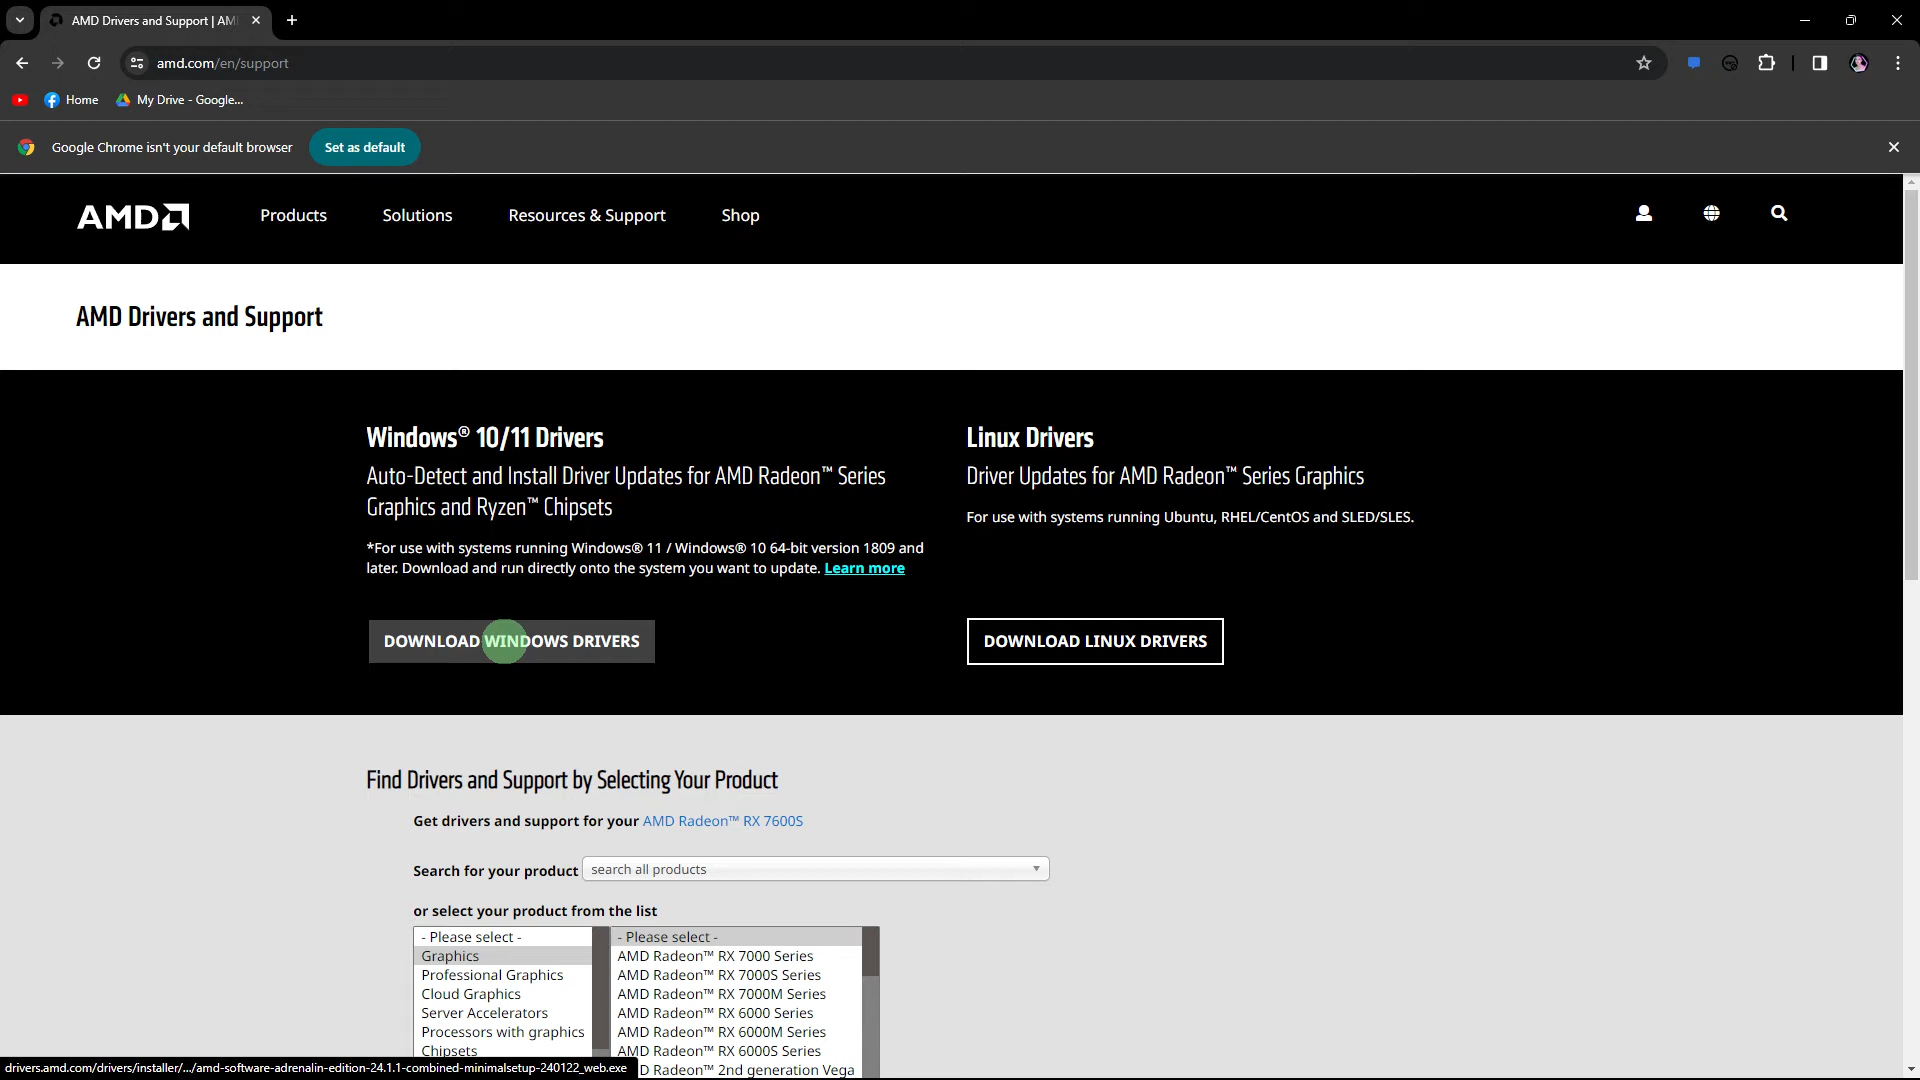 AMD Drivers and Support | AM
amd.com/en/support
Home
My Drive - Google...
Google Chrome isn't your default browser
Set as default
AMD
Products
Solutions
Resources & Support
Shop
AMD Drivers and Support
Windows® 10/11 Drivers
Auto-Detect and Install Driver Updates for AMD Radeon™ Series
Graphics and Ryzen™ Chipsets
*For use with systems running Windows® 11 / Windows® 10 64-bit version 1809 and
later. Download and run directly onto the system you want to update. Learn more
DOWNLOAD WINDOWS DRIVERS
Linux Drivers
Driver Updates for AMD Radeon™ Series Graphics
For use with systems running Ubuntu, RHEL/CentOS and SLED/SLES.
DOWNLOAD LINUX DRIVERS
Find Drivers and Support by Selecting Your Product
Get drivers and support for your AMD Radeon™ RX 7600S
Search for your product search all products
or select your product from the list
- Please select -
Graphics
Professional Graphics
Cloud Graphics
Server Accelerators
Processors with graphics
Chipsets
- Please select -
AMD Radeon™ RX 7000 Series
AMD Radeon™ RX 7000S Series
AMD Radeon™ RX 7000M Series
AMD Radeon™ RX 6000 Series
AMD Radeon™ RX 6000M Series
AMD Radeon™ RX 6000S Series
D Radeon™ 2nd generation Vega
drivers.amd.com/drivers/installer/.../amd-software-adrenalin-edition-24.1.1-combined-minimalsetup-240122_web.exe